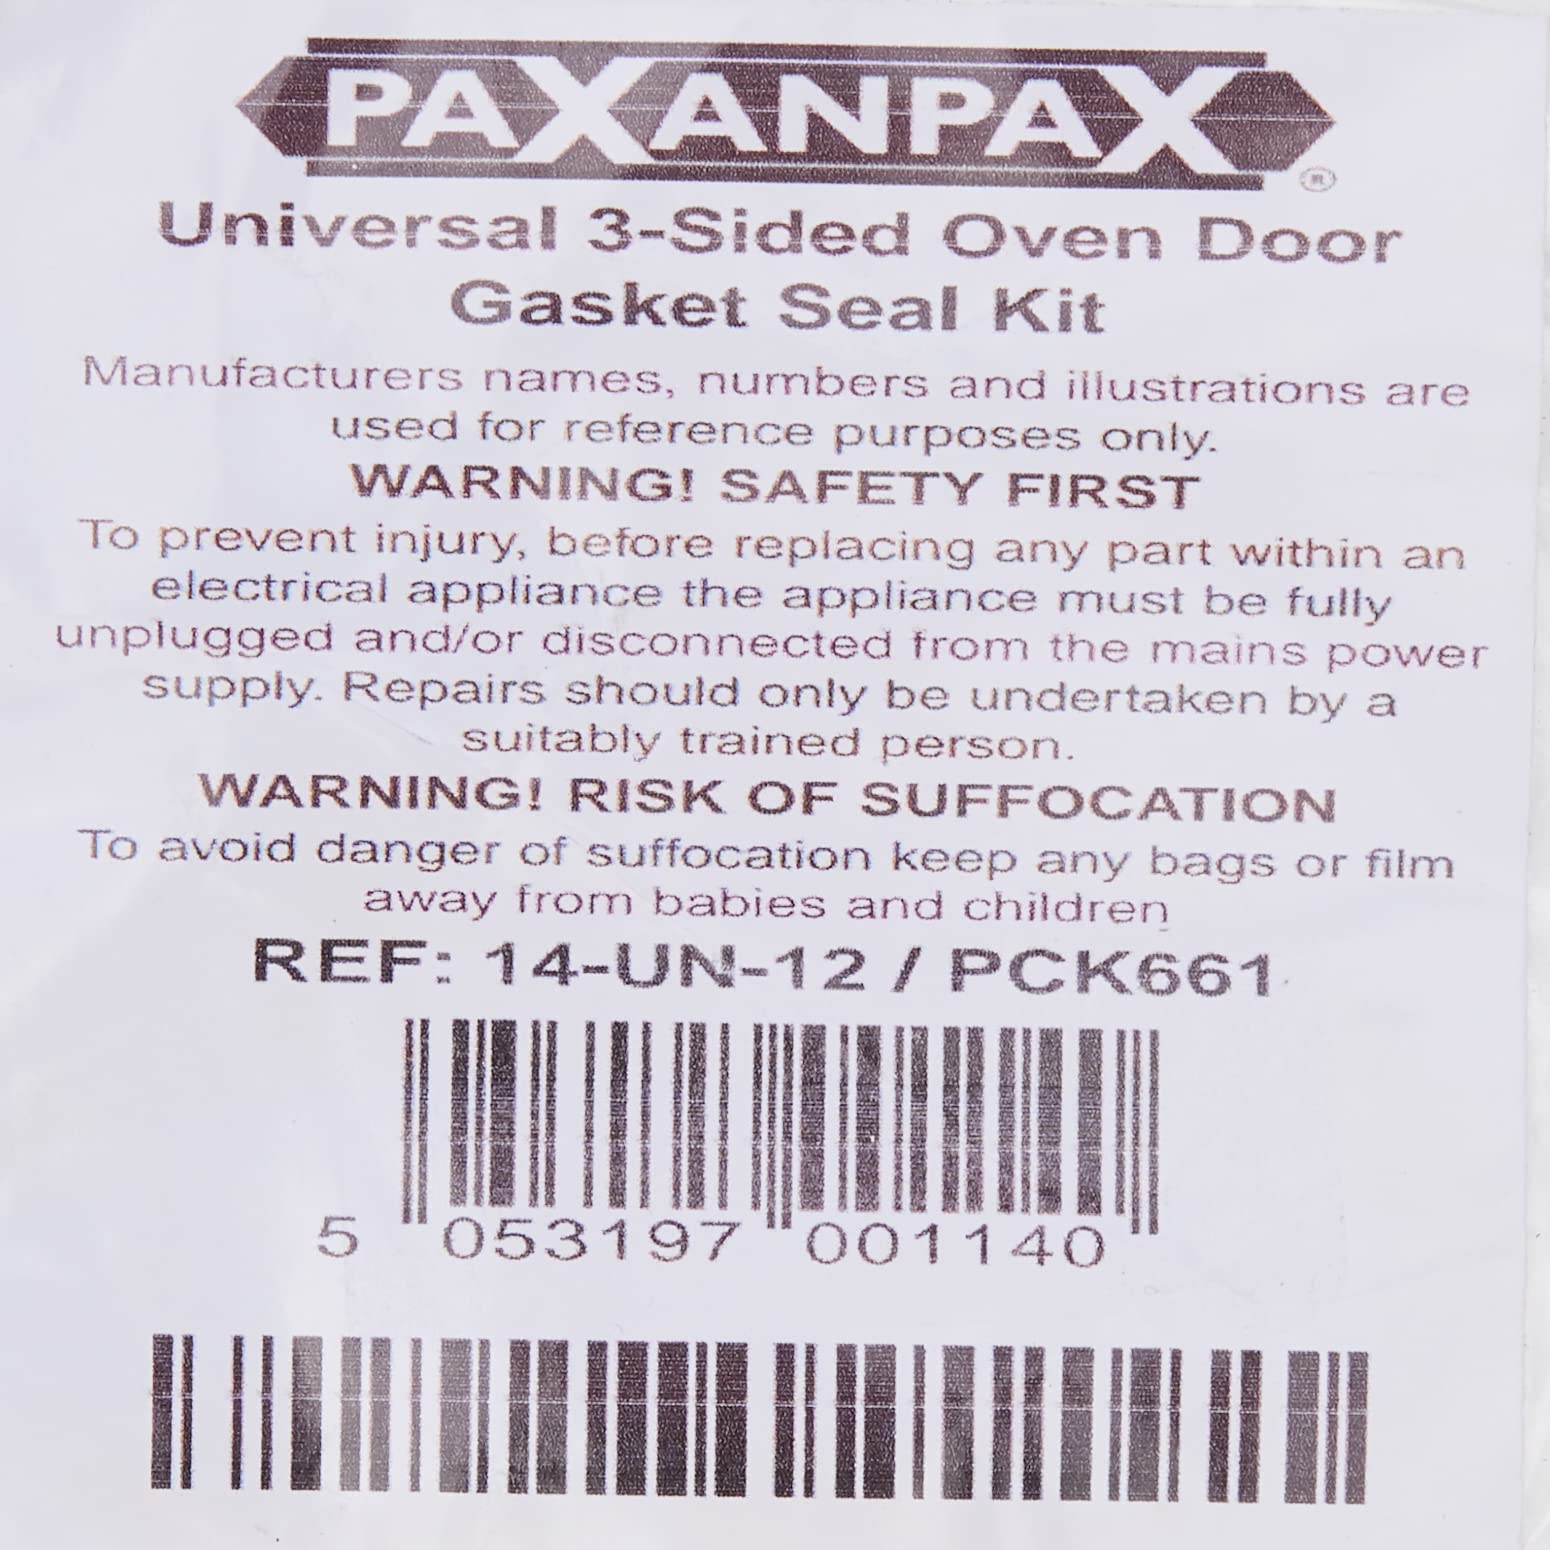 PAXANPAX
®
Universal 3-Sided Oven Door
Gasket Seal Kit
Manufacturers names, numbers and illustrations are
used for reference purposes only.
WARNING! SAFETY FIRST
To prevent injury, before replacing any part within an
electrical appliance the appliance must be fully
unplugged and/or disconnected from the mains power
supply. Repairs should only be undertaken by a
suitably trained person.
WARNING! RISK OF SUFFOCATION
To avoid danger of suffocation keep any bags or film
away from babies and children
REF: 14-UN-12 / PCK661
5 053197 001140